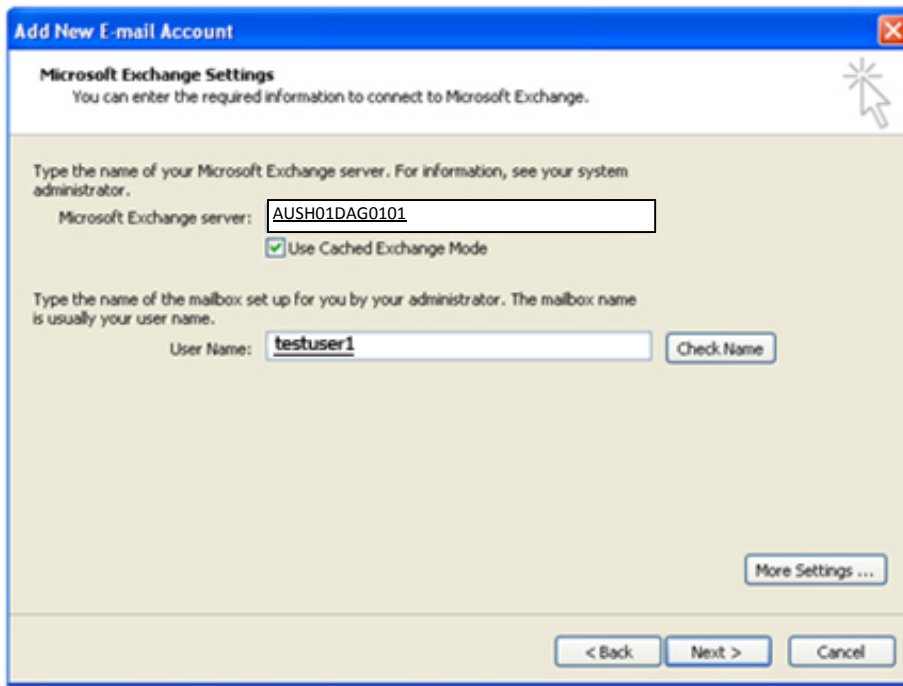 Add New E-mail Account
Microsoft Exchange Settings
You can enter the required information to connect to Microsoft Exchange.
Type the name of your Microsoft Exchange server. For information, see your system
administrator.
Microsoft Exchange server: AUSH01DAG0101
Use Cached Exchange Mode
Type the name of the mailbox set up for you by your administrator. The mailbox name
is usually your user name.
User Name: testuser1 Check Name
More Settings ...
< Back Next > Cancel